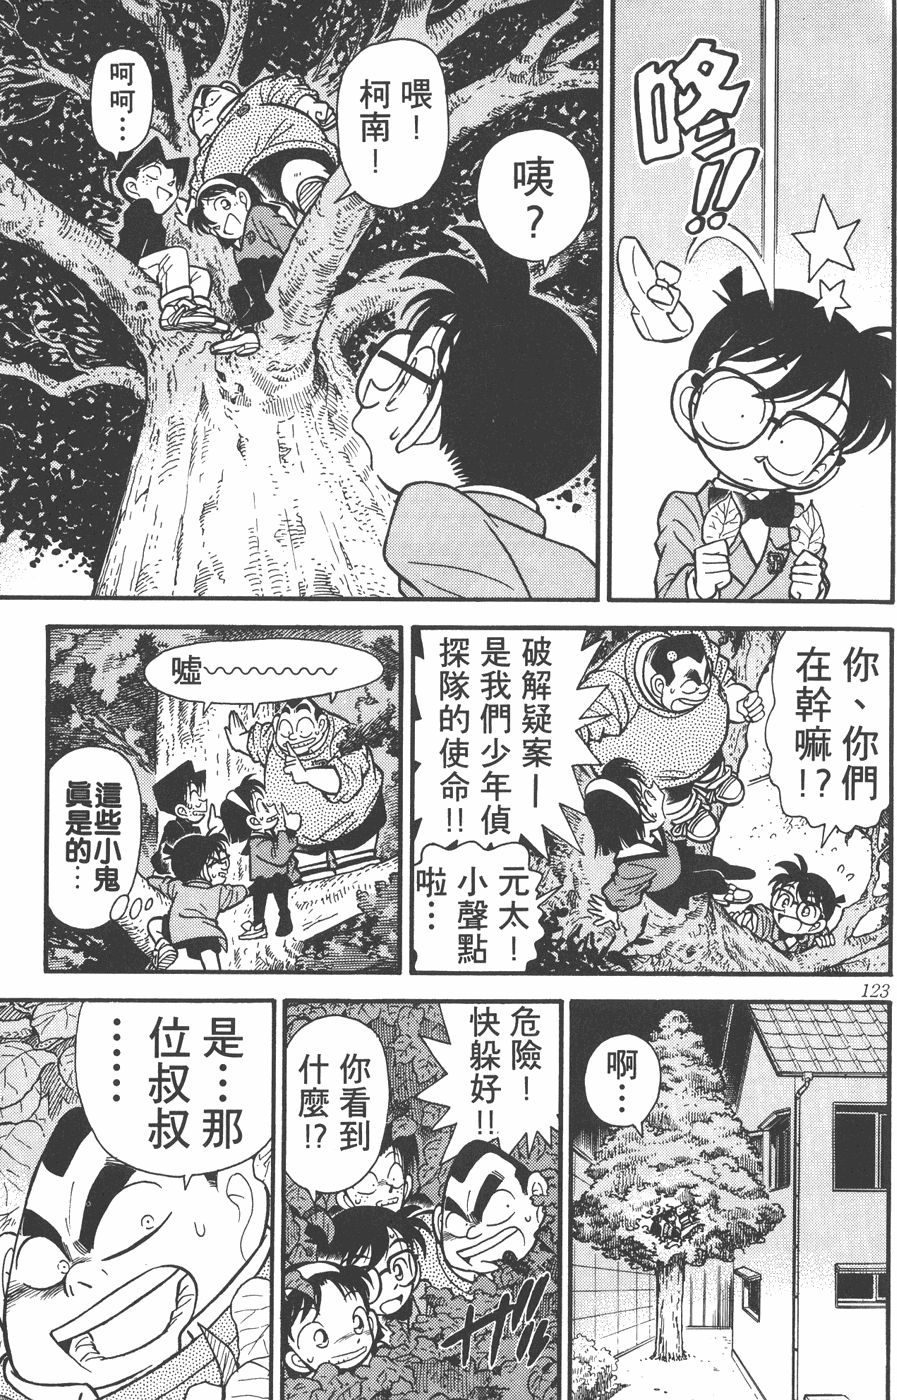 咚!!
咦?
喂!
柯南!
呵
呵…
你、你們
在幹嘛!?
破解疑案—
是我們少年偵
探隊的使命!!
元太!
小聲點
啦…
噓~~~~~~
這些小鬼
真是的…
123
啊…
危險!
快躲好!!
你看到
什麼!?
是…那
位叔叔
……